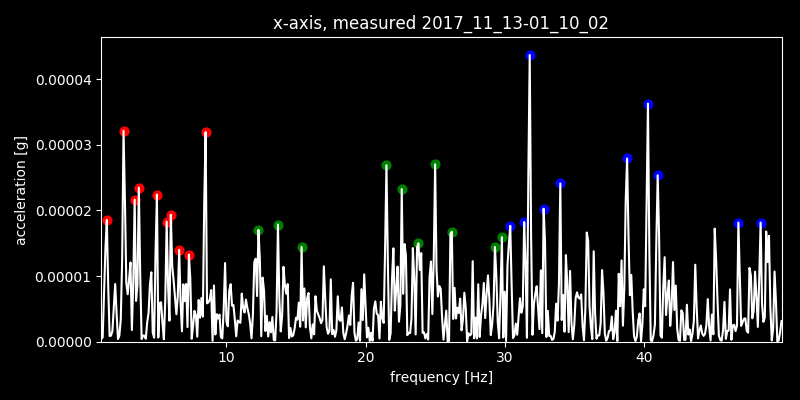 x-axis, measured 2017_11_13-01_10_02
acceleration [g]
0.00004
0.00003
0.00002
0.00001
0.00000
10 20 30 40
frequency [Hz]